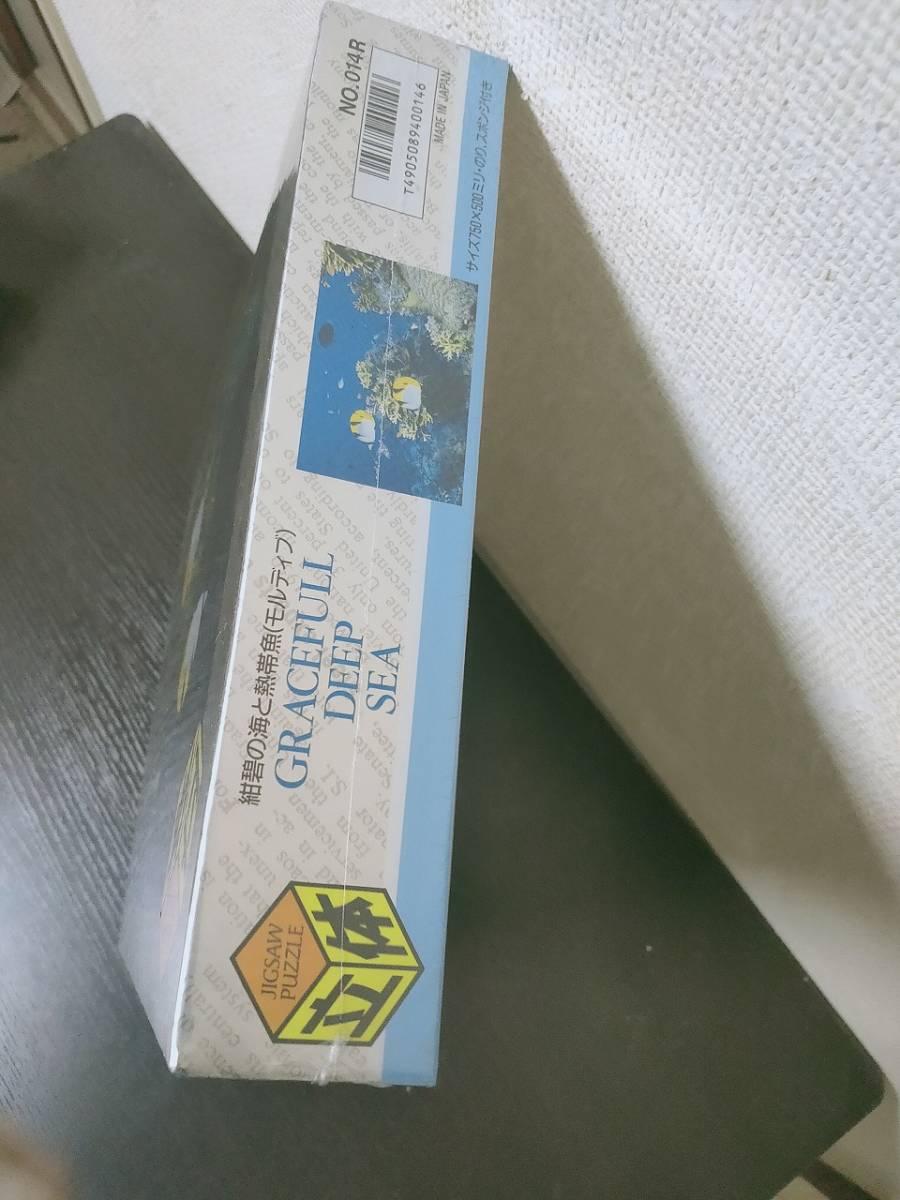 JIGSAW
PUZZLE
立体
紺碧の海と熱帯魚(モルディブ)
GRACEFULL
DEEP
SEA
NO.014R
T4905089400146
MADE IN JAPAN
サイズ750×500ミリ・のり、スポンジ付き